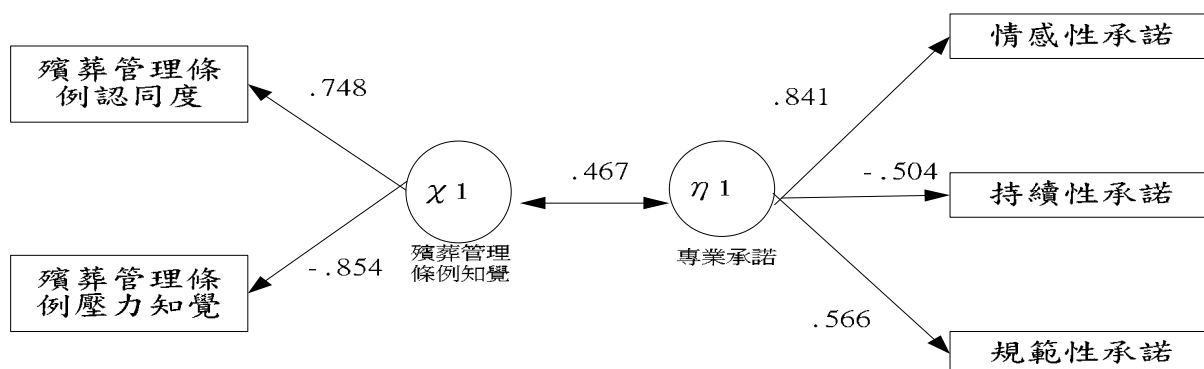 殯葬管理條
例認同度
.748
χ1
殯葬管理
條例知覺
-.854
殯葬管理條
例壓力知覺
.467
η1
專業承諾
.841
情感性承諾
-.504
持續性承諾
.566
規範性承諾